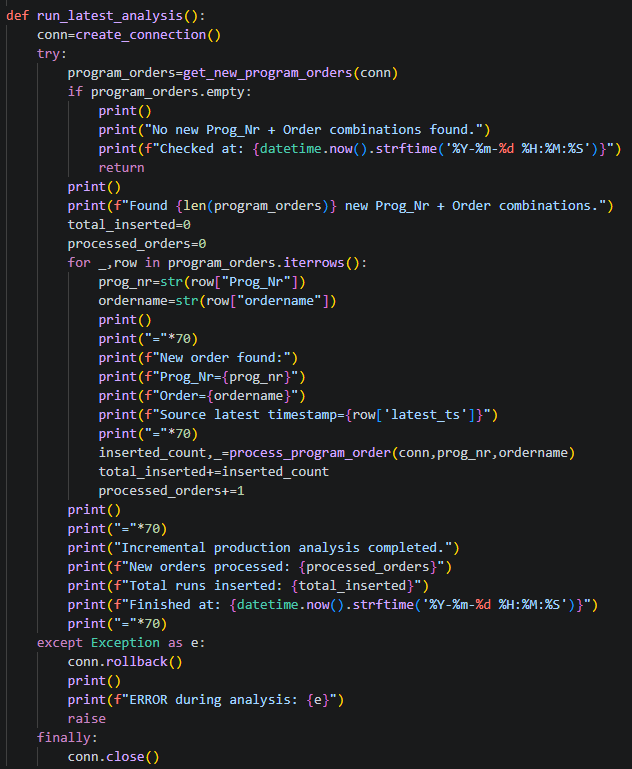 def run_latest_analysis():
    conn=create_connection()
    try:
        program_orders=get_new_program_orders(conn)
        if program_orders.empty:
            print()
            print("No new Prog_Nr + Order combinations found.")
            print(f"Checked at: {datetime.now().strftime('%Y-%m-%d %H:%M:%S')}")
            return
        print()
        print(f"Found {len(program_orders)} new Prog_Nr + Order combinations.")
        total_inserted=0
        processed_orders=0
        for _,row in program_orders.iterrows():
            prog_nr=str(row["Prog_Nr"])
            ordername=str(row["ordername"])
            print()
            print("="*70)
            print(f"New order found:")
            print(f"Prog_Nr={prog_nr}")
            print(f"Order={ordername}")
            print(f"Source latest timestamp={row['latest_ts']}")
            print("="*70)
            inserted_count,_=process_program_order(conn,prog_nr,ordername)
            total_inserted+=inserted_count
            processed_orders+=1
        print()
        print("="*70)
        print("Incremental production analysis completed.")
        print(f"New orders processed: {processed_orders}")
        print(f"Total runs inserted: {total_inserted}")
        print(f"Finished at: {datetime.now().strftime('%Y-%m-%d %H:%M:%S')}")
        print("="*70)
    except Exception as e:
        conn.rollback()
        print()
        print(f"ERROR during analysis: {e}")
        raise
    finally:
        conn.close()